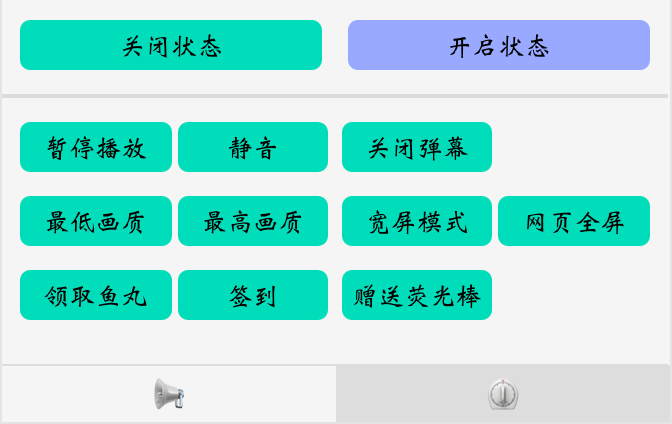 关闭状态 开启状态
暂停播放 静音 关闭弹幕
最低画质 最高画质 宽屏模式 网页全屏
领取鱼丸 签到 赠送荧光棒